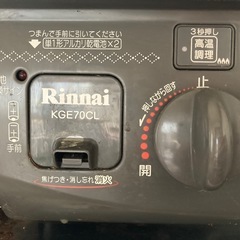 つまんで手前に引いてください
単1形アルカリ乾電池×2
3秒押し
高温
調理
Rinnai
KGE70CL
手前
押しながら回す
止
開
焦げつき・消し忘れ消火